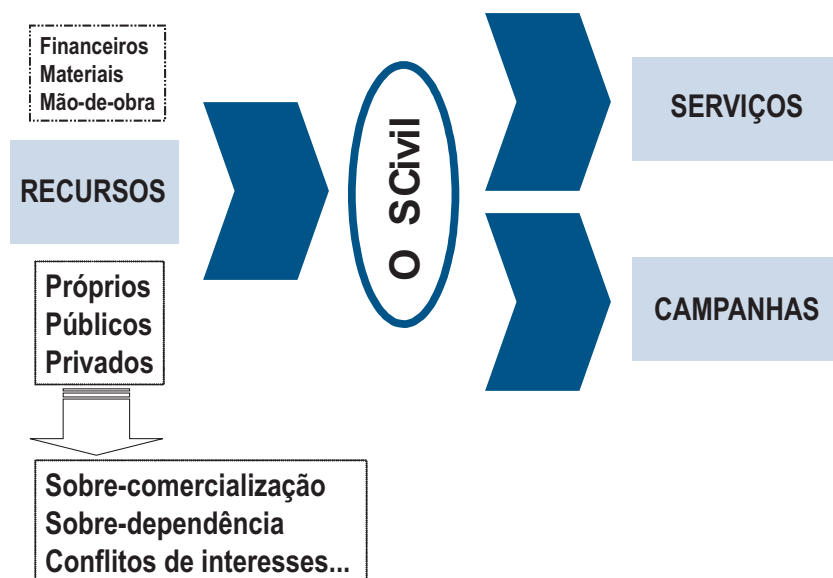 Financeiros
Materiais
Mão-de-obra
RECURSOS
Próprios
Públicos
Privados
Sobre-comercialização
Sobre-dependência
Conflitos de interesses...
O SCivil
SERVIÇOS
CAMPANHAS